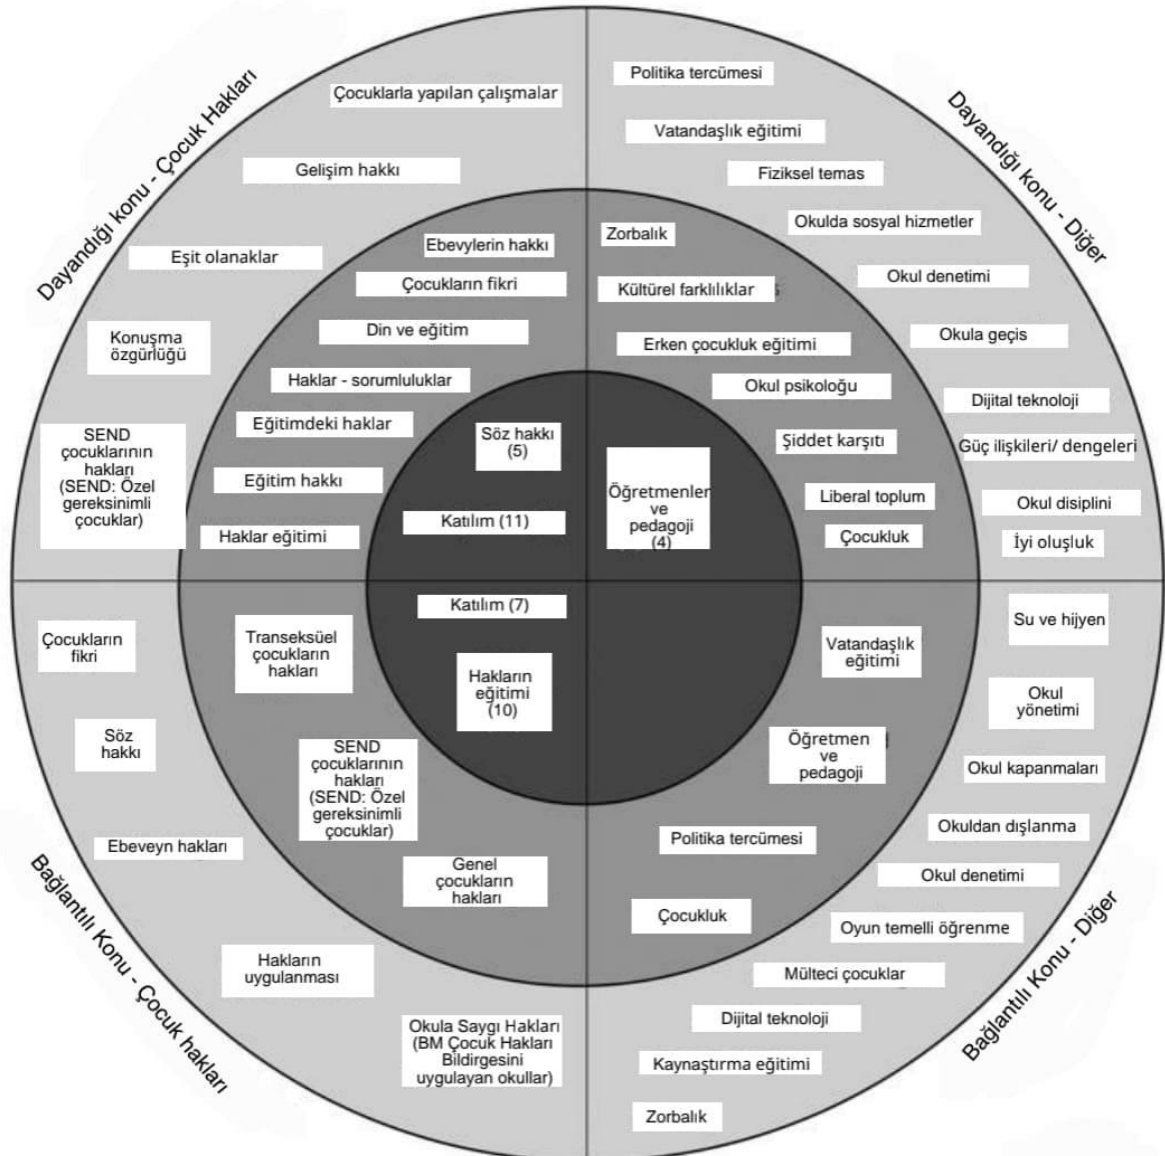 Dayandığı konu - Çocuk Hakları
Çocuklarla yapılan çalışmalar
Gelişim hakkı
Eşit olanaklar
Konuşma
özgürlüğü
SEND
çocuklarının
hakları
(SEND: Özel
gereksinimli
çocuklar)
Ebevylerin hakkı
Çocukların fikri
Din ve eğitim
Haklar - sorumluluklar
Eğitimdeki haklar
Eğitim hakkı
Haklar eğitimi
Söz hakkı
(5)
Katılım (11)
Dayandığı konu - Diğer
Politika tercümesi
Vatandaşlık eğitimi
Fiziksel temas
Okulda sosyal hizmetler
Okul denetimi
Okula geçis
Dijital teknoloji
Güç ilişkileri/ dengeleri
Okul disiplini
İyi oluşluk
Zorbalık
Kültürel farklılıklar
Erken çocukluk eğitimi
Okul psikoloğu
Şiddet karşıtı
Liberal toplum
Çocukluk
Öğretmenler
ve
pedagoji
(4)
Bağlantılı Konu - Çocuk hakları
Katılım (7)
Hakların
eğitimi
(10)
Transeksüel
çocukların
hakları
SEND
çocuklarının
hakları
(SEND: Özel
gereksinimli
çocuklar)
Genel
çocukların
hakları
Çocukların
fikri
Söz
hakkı
Ebeveyn hakları
Hakların
uygulanması
Okula Saygı Hakları
(BM Çocuk Hakları
Bildirgesini
uygulayan okullar)
Bağlantılı Konu - Diğer
Vatandaşlık
eğitimi
Öğretmen
ve
pedagoji
Politika tercümesi
Çocukluk
Su ve hijyen
Okul
yönetimi
Okul kapanmaları
Okuldan dışlanma
Okul denetimi
Oyun temelli öğrenme
Mülteci çocuklar
Dijital teknoloji
Kaynaştırma eğitimi
Zorbalık